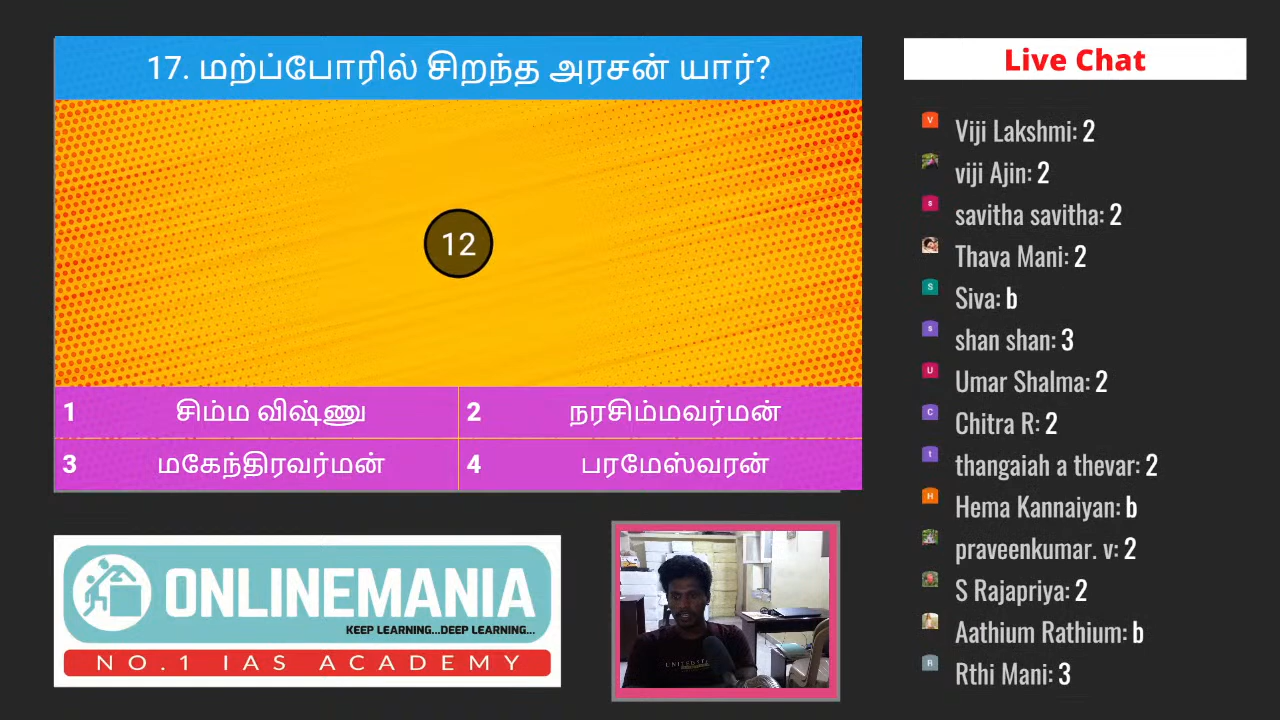 17. மற்ப்போரில் சிறந்த அரசன் யார்?
12
1 சிம்ம விஷ்ணு
2 நரசிம்மவர்மன்
3 மகேந்திரவர்மன்
4 பரமேஸ்வரன்
ONLINEMANIA
KEEP LEARNING...DEEP LEARNING...
NO.1 IAS ACADEMY
UNITED
Live Chat
V Viji Lakshmi: 2
viji Ajin: 2
s savitha savitha: 2
Thava Mani: 2
S Siva: b
s shan shan: 3
U Umar Shalma: 2
C Chitra R: 2
t thangaiah a thevar: 2
H Hema Kannaiyan: b
praveenkumar. v: 2
S Rajapriya: 2
Aathium Rathium: b
R Rthi Mani: 3